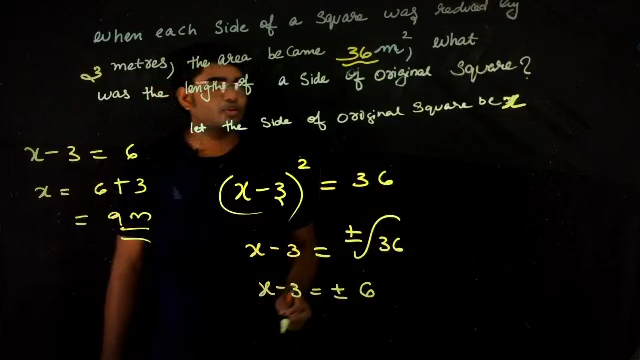 When each Side of a Square was reduced by
3 metres, the area became 36 m², what
was the length of a Side of Original Square?
let the Side of Original Square be x
x-3 = 6
x = 6+3
= 9m
(x-3)² = 36
x-3 = ±√36
x-3 = ± 6